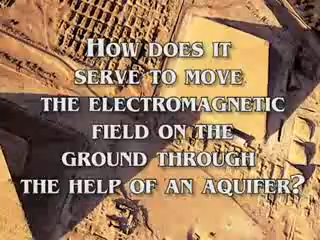 How does it
serve to move
the electromagnetic
field on the
ground through
the help of an aquifer?